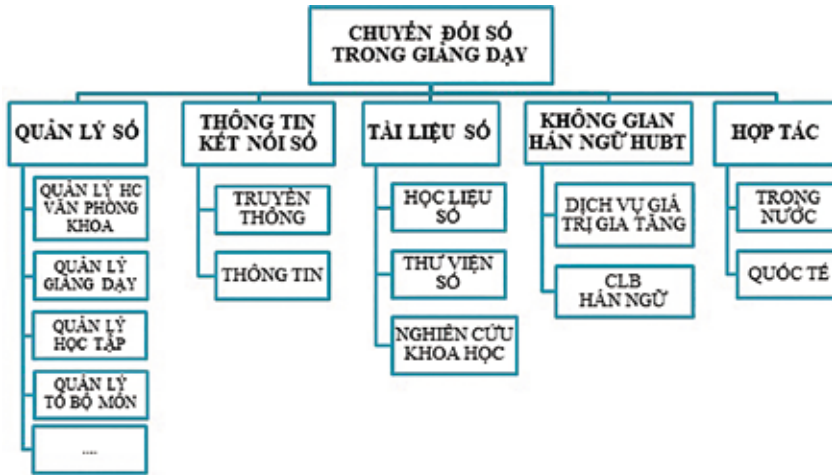 CHUYỂN ĐỔI SỐ
TRONG GIẢNG DẠY
QUẢN LÝ SỐ
QUẢN LÝ HC
VĂN PHÒNG
KHOA
QUẢN LÝ
GIẢNG DẠY
QUẢN LÝ
HỌC TẬP
QUẢN LÝ
TỔ BỘ MÔN
....
THÔNG TIN
KẾT NỐI SỐ
TRUYỀN
THÔNG
THÔNG TIN
TÀI LIỆU SỐ
HỌC LIỆU
SỐ
THƯ VIỆN
SỐ
NGHIÊN CỨU
KHOA HỌC
KHÔNG GIAN
HÁN NGỮ HUBT
DỊCH VỤ GIÁ
TRỊ GIA TĂNG
CLB
HÁN NGỮ
HỢP TÁC
TRONG
NƯỚC
QUỐC TẾ